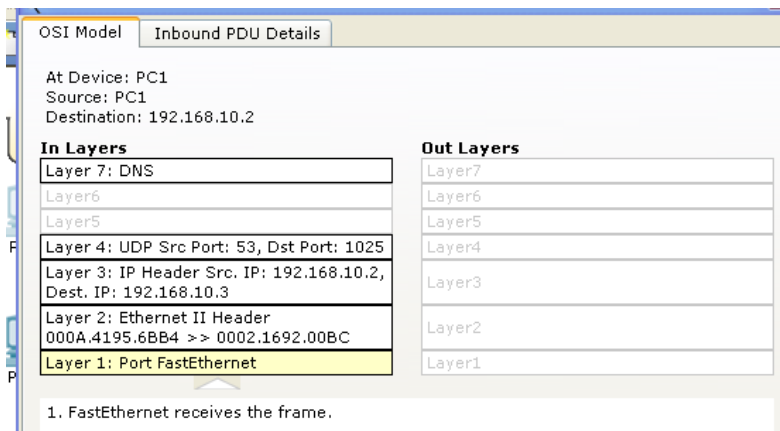 OSI Model
Inbound PDU Details
At Device: PC1
Source: PC1
Destination: 192.168.10.2
In Layers
Layer 7: DNS
Layer6
Layer5
Layer 4: UDP Src Port: 53, Dst Port: 1025
Layer 3: IP Header Src. IP: 192.168.10.2,
Dest. IP: 192.168.10.3
Layer 2: Ethernet II Header
000A.4195.6BB4 >> 0002.1692.00BC
Layer 1: Port FastEthernet
Out Layers
Layer7
Layer6
Layer5
Layer4
Layer3
Layer2
Layer1
1. FastEthernet receives the frame.